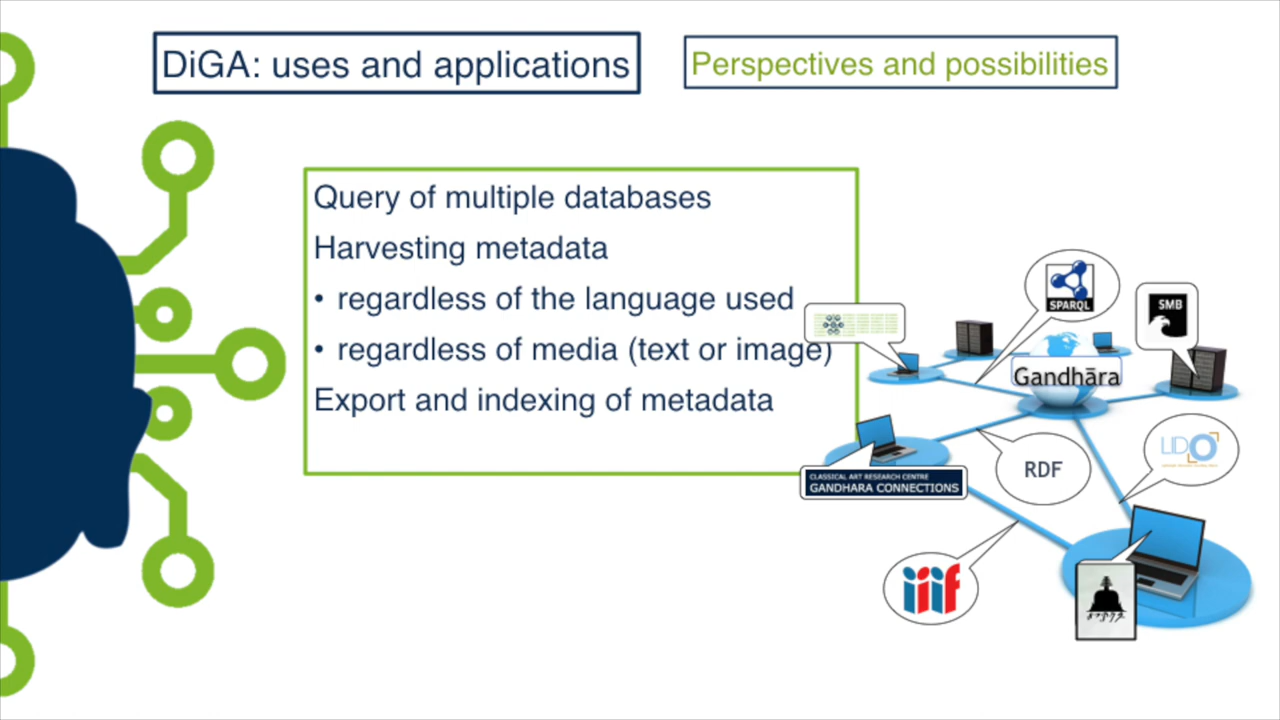 DiGA: uses and applications
Perspectives and possibilities
Query of multiple databases
Harvesting metadata
• regardless of the language used
• regardless of media (text or image)
Export and indexing of metadata
SPARQL
SMB
Gandhāra
LIDO
RDF
CLASSICAL ART RESEARCH CENTRE
GANDHARA CONNECTIONS
iiif